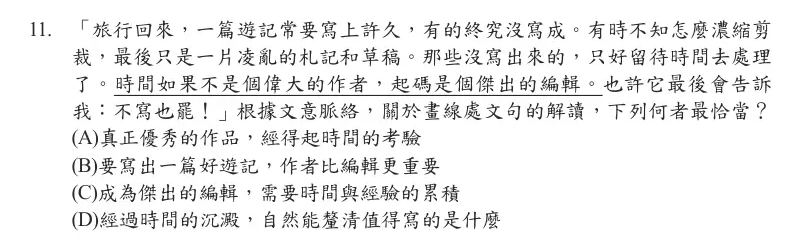 11. 「旅行回來，一篇遊記常要寫上許久，有的終究沒寫成。有時不知怎麼濃縮剪
裁，最後只是一片凌亂的札記和草稿。那些沒寫出來的，只好留待時間去處理
了。時間如果不是個偉大的作者，起碼是個傑出的編輯。也許它最後會告訴
我：不寫也罷！」根據文意脈絡，關於畫線處文句的解讀，下列何者最恰當？
(A)真正優秀的作品，經得起時間的考驗
(B)要寫出一篇好遊記，作者比編輯更重要
(C)成為傑出的編輯，需要時間與經驗的累積
(D)經過時間的沉澱，自然能釐清值得寫的是什麼